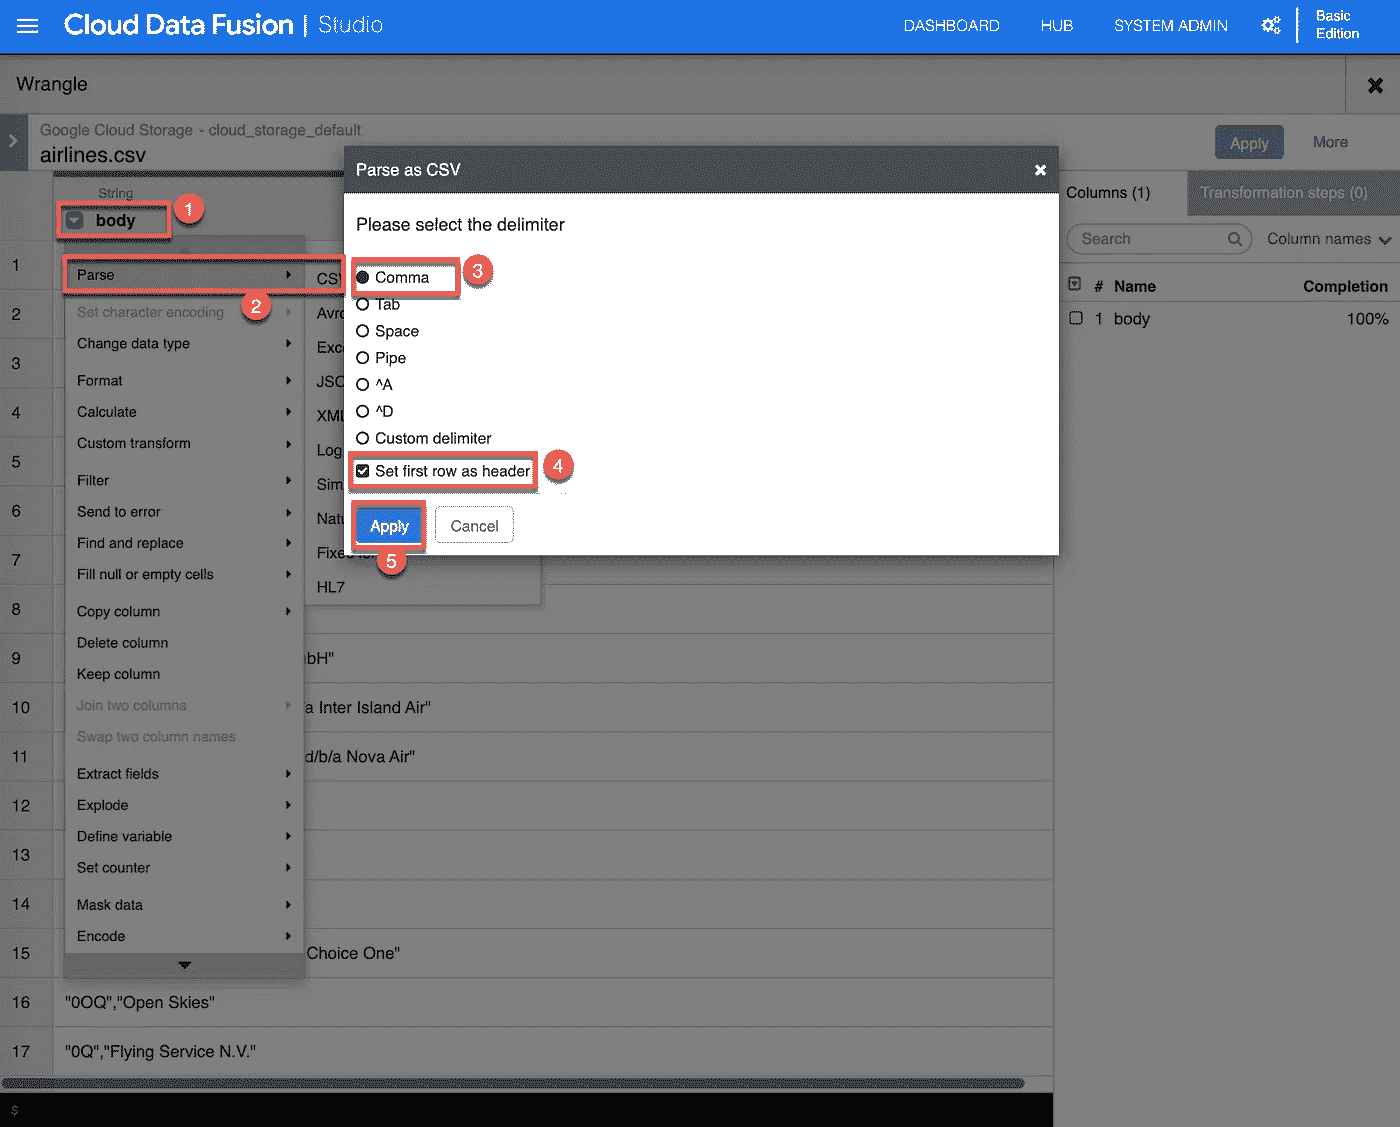 Cloud Data Fusion | Studio
DASHBOARD
HUB
SYSTEM ADMIN
Basic
Edition
Wrangle
Google Cloud Storage - cloud_storage_default
airlines.csv
Apply
More
Parse as CSV
Columns (1)
Transformation steps (0)
String
body
1
Please select the delimiter
Search
Column names
1
Parse
CSV
Comma
3
2
# Name
Completion
1 body
100%
2
Set character encoding
Avro
Tab
Space
3
Change data type
Exc
Pipe
Format
JSO
^A
4
Calculate
XML
^D
Custom transform
Log
Custom delimiter
5
Filter
Sim
Set first row as header
4
6
Send to error
Nat
Apply
Cancel
7
Find and replace
Fixed
5
Fill null or empty cells
HL7
8
Copy column
Delete column
9
Keep column
bH"
10
Join two columns
a Inter Island Air"
Swap two column names
11
d/b/a Nova Air"
Extract fields
12
Explode
Define variable
13
Set counter
14
Mask data
Encode
15
Choice One"
16
"0OQ","Open Skies"
17
"0Q","Flying Service N.V."
$